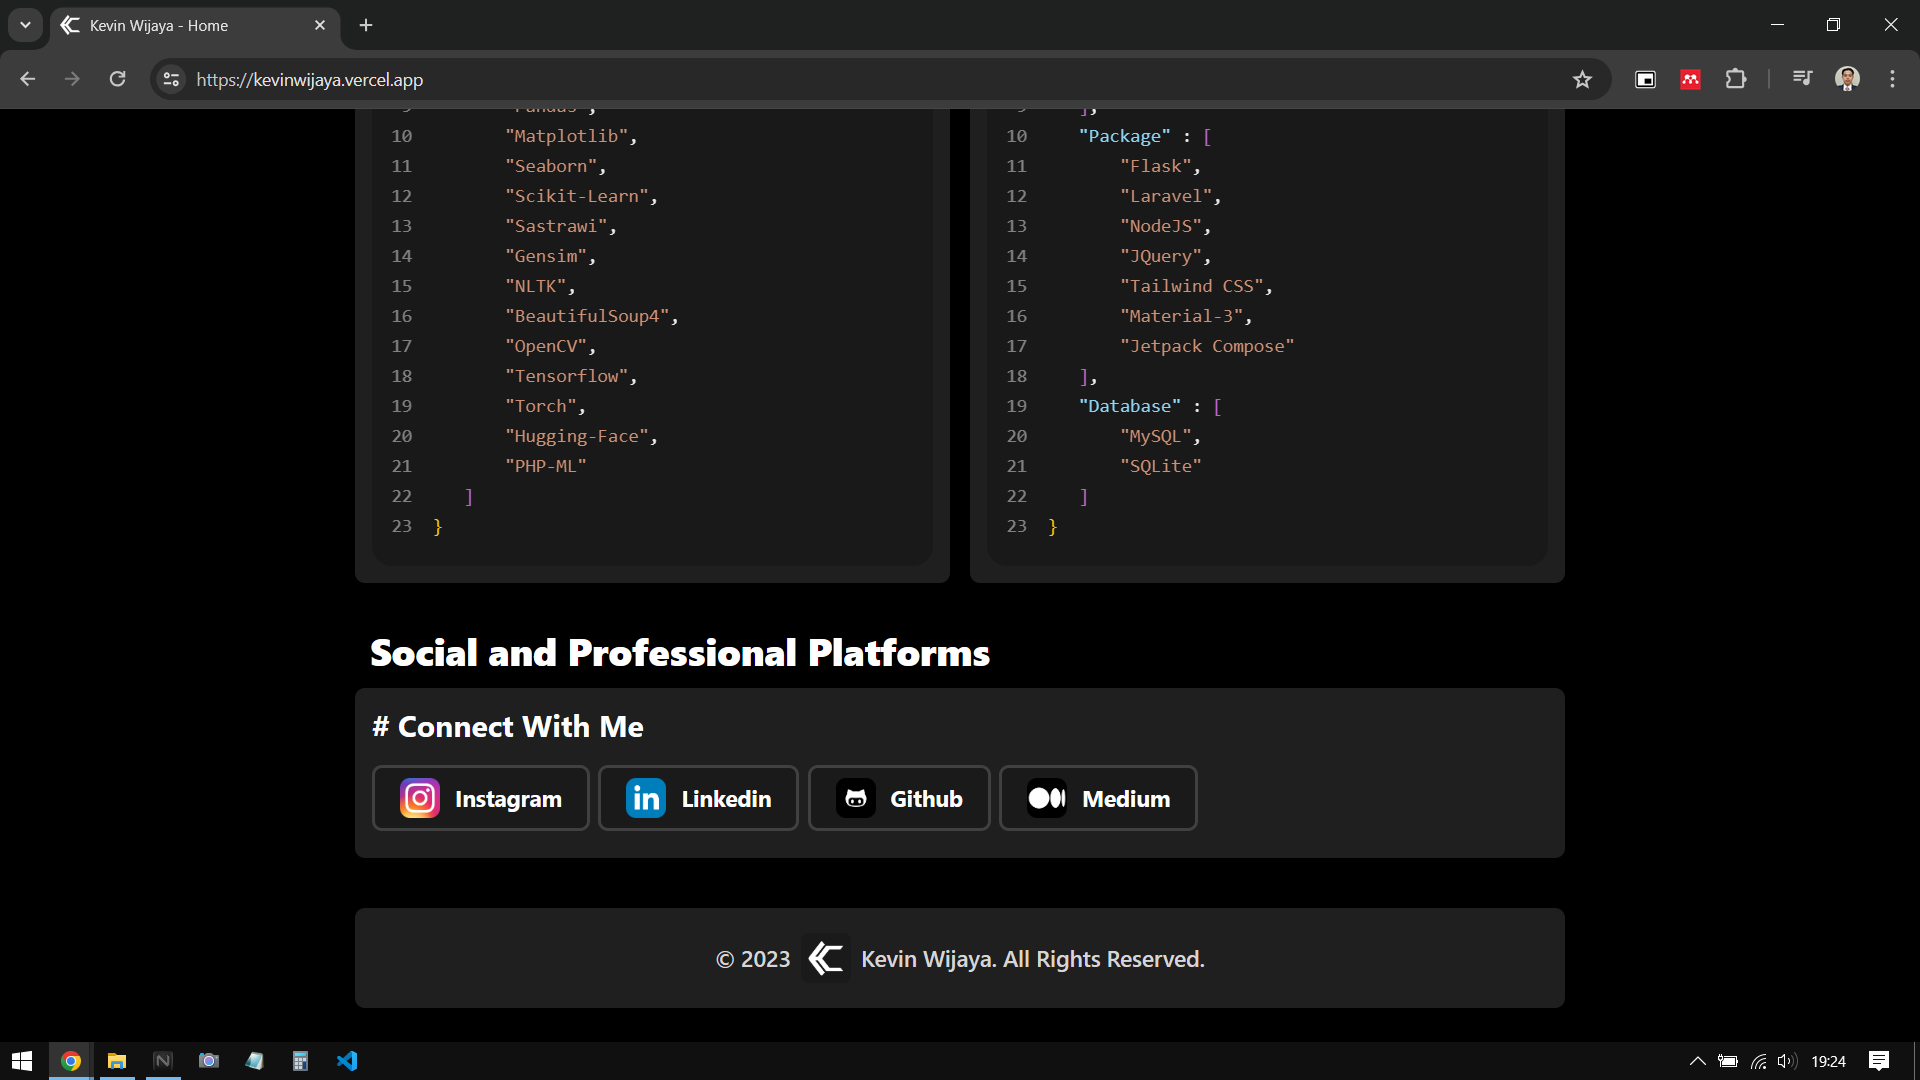 Kevin Wijaya - Home
https://kevinwijaya.vercel.app
10 "Matplotlib",
11 "Seaborn",
12 "Scikit-Learn",
13 "Sastrawi",
14 "Gensim",
15 "NLTK",
16 "BeautifulSoup4",
17 "OpenCV",
18 "Tensorflow",
19 "Torch",
20 "Hugging-Face",
21 "PHP-ML"
22 ]
23 }
10 "Package" : [
11 "Flask",
12 "Laravel",
13 "NodeJS",
14 "JQuery",
15 "Tailwind CSS",
16 "Material-3",
17 "Jetpack Compose"
18 ],
19 "Database" : [
20 "MySQL",
21 "SQLite"
22 ]
23 }
Social and Professional Platforms
# Connect With Me
Instagram
Linkedin
Github
Medium
© 2023 Kevin Wijaya. All Rights Reserved.
19:24